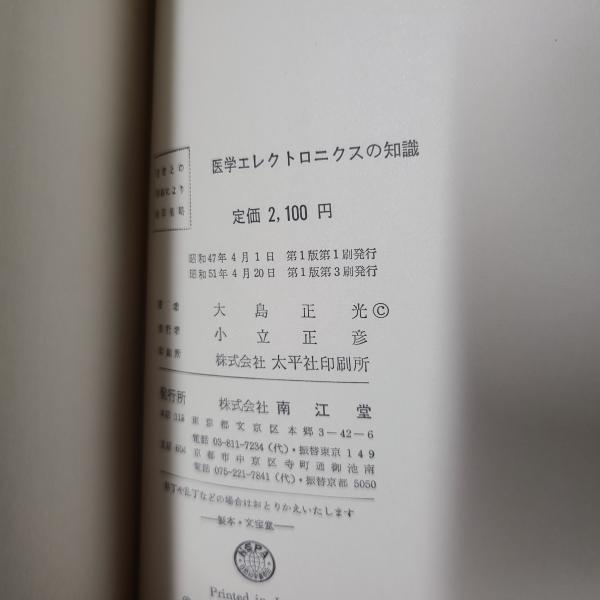 医学エレクトロニクスの知識
定価 2,100 円
昭和47年4月1日 第1版第1刷発行
昭和51年4月20日 第1版第3刷発行
大島正光©
小立正彦
株式会社 太平社印刷所
発行所 株式会社 南江堂
東京都文京区本郷3―42―6
電話 03-811-7234 (代)・振替東京 149
京都市中京区寺町通御池南
電話 075-221-7841 (代)・振替京都 5050
落丁や乱丁などの場合はおとりかえいたします
―製本・文宝堂―
NSPA
Printed in